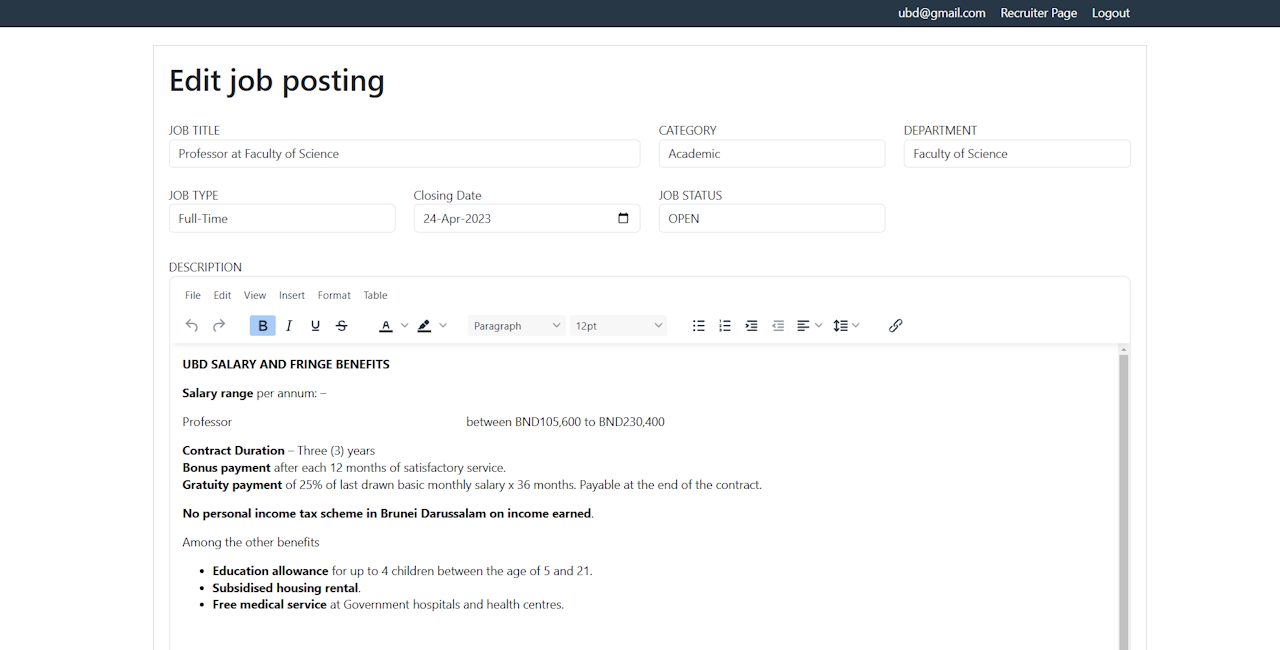 ubd@gmail.com Recruiter Page Logout
Edit job posting
JOB TITLE CATEGORY DEPARTMENT
Professor at Faculty of Science Academic Faculty of Science
JOB TYPE Closing Date JOB STATUS
Full-Time 24-Apr-2023 OPEN
DESCRIPTION
File Edit View Insert Format Table
B I U S A Paragraph 12pt
UBD SALARY AND FRINGE BENEFITS
Salary range per annum: –
Professor between BND105,600 to BND230,400
Contract Duration – Three (3) years
Bonus payment after each 12 months of satisfactory service.
Gratuity payment of 25% of last drawn basic monthly salary x 36 months. Payable at the end of the contract.
No personal income tax scheme in Brunei Darussalam on income earned.
Among the other benefits
• Education allowance for up to 4 children between the age of 5 and 21.
• Subsidised housing rental.
• Free medical service at Government hospitals and health centres.